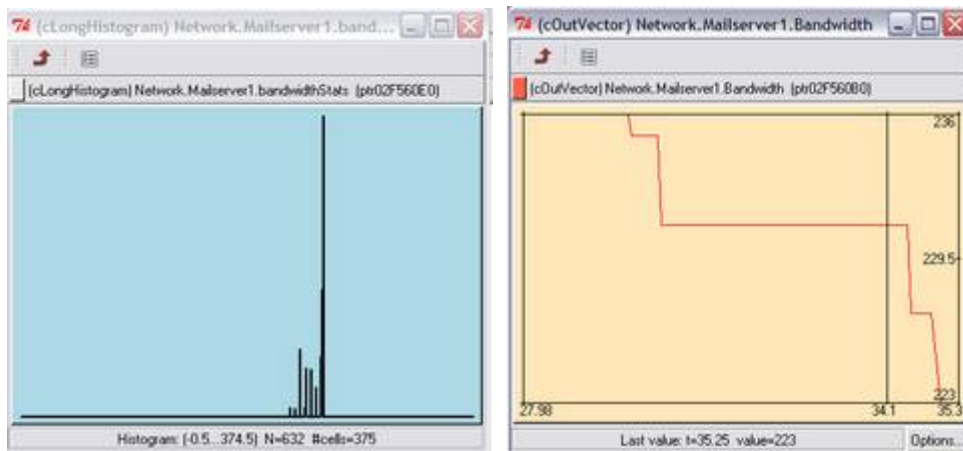 (cLongHistogram) Network.Mailserver1.band...
(cLongHistogram) Network.Mailserver1.bandwidthStats (ptr02F560E0)
Histogram: (-0.5...374.5) N=632 #cells=375
(cOutVector) Network.Mailserver1.Bandwidth
(cOutVector) Network.Mailserver1.Bandwidth (ptr02F560B0)
236
229.5
223
27.98 34.1 35.3
Last value: t=35.25 value=223 Options...